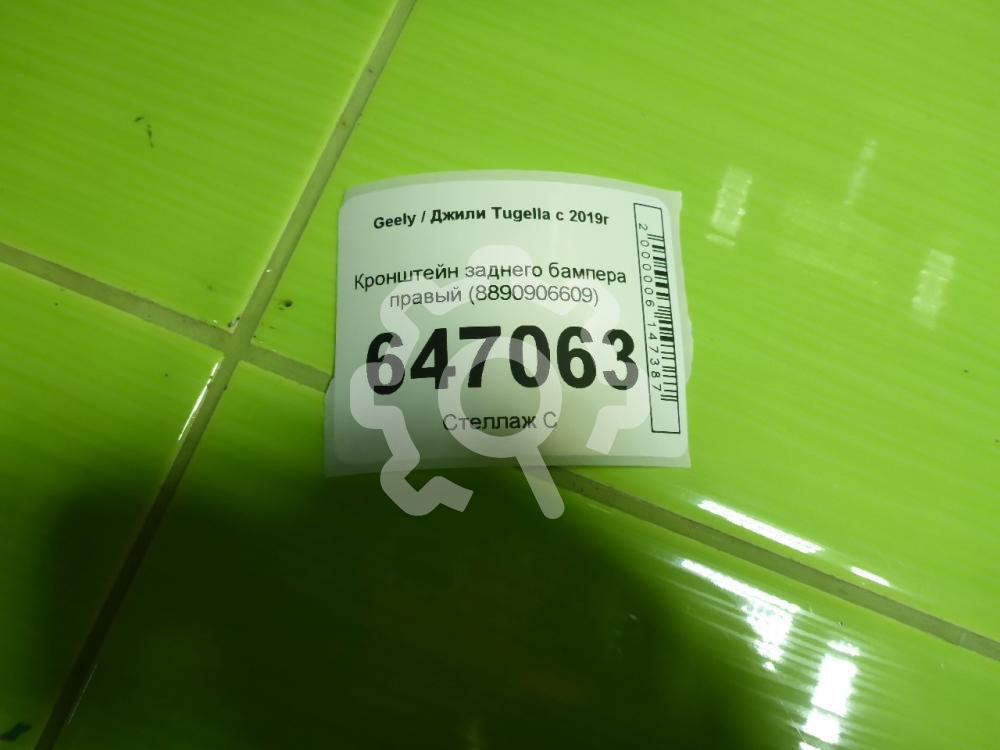 Geely / Джили Tugella с 2019г
Кронштейн заднего бампера
правый (8890906609)
647063
Стеллаж С
2000006147387